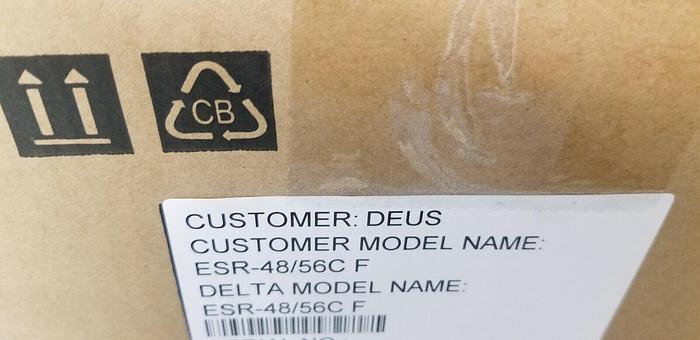 CB
CUSTOMER: DEUS
CUSTOMER MODEL NAME:
ESR-48/56C F
DELTA MODEL NAME:
ESR-48/56C F